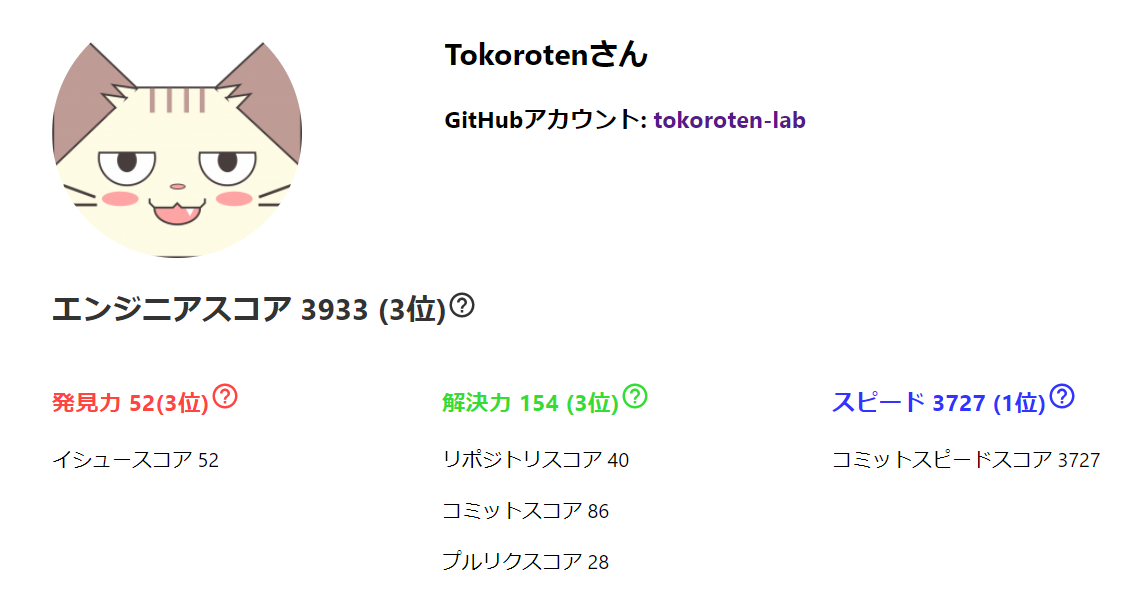 Tokorotenさん
GitHubアカウント: tokoroten-lab
エンジニアスコア 3933 (3位)?
発見力 52(3位)?
イシュースコア 52
解決力 154 (3位)?
リポジトリスコア 40
コミットスコア 86
プルリクスコア 28
スピード 3727 (1位)?
コミットスピードスコア 3727